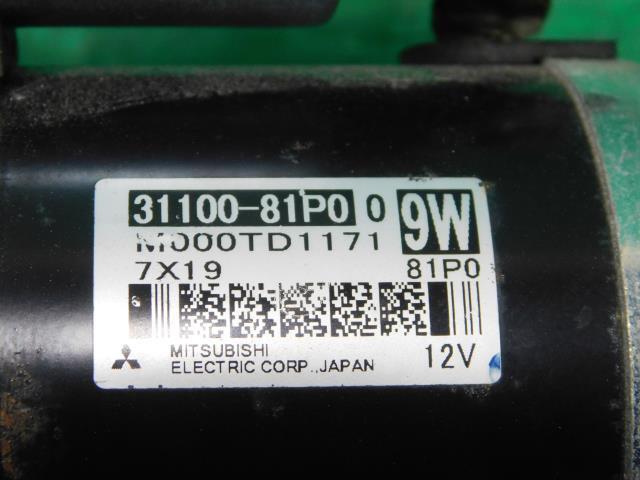 31100-81P0 0 9W
M000TD1171
7X19 81P0
MITSUBISHI
ELECTRIC CORP.,JAPAN 12V